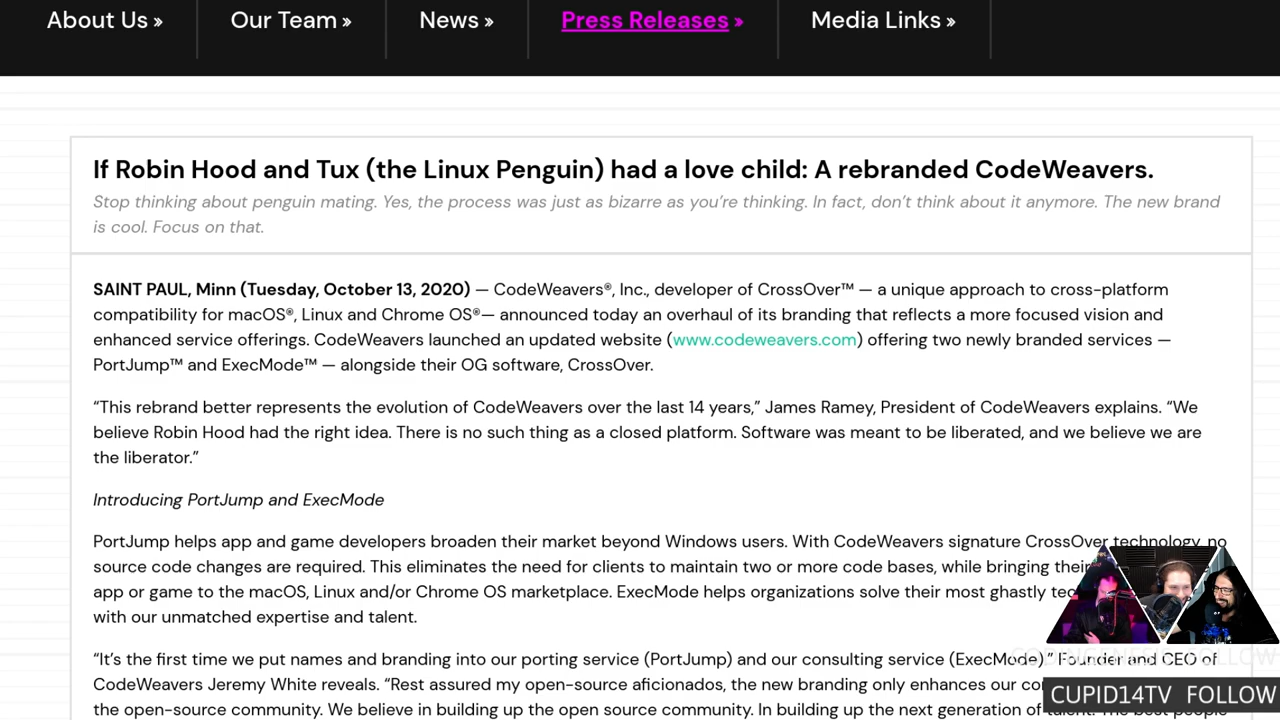 About Us »
Our Team »
News »
Press Releases »
Media Links »
If Robin Hood and Tux (the Linux Penguin) had a love child: A rebranded CodeWeavers.
Stop thinking about penguin mating. Yes, the process was just as bizarre as you’re thinking. In fact, don’t think about it anymore. The new brand
is cool. Focus on that.
SAINT PAUL, Minn (Tuesday, October 13, 2020) — CodeWeavers®, Inc., developer of CrossOver™ — a unique approach to cross-platform
compatibility for macOS®, Linux and Chrome OS®— announced today an overhaul of its branding that reflects a more focused vision and
enhanced service offerings. CodeWeavers launched an updated website (www.codeweavers.com) offering two newly branded services —
PortJump™ and ExecMode™ — alongside their OG software, CrossOver.
“This rebrand better represents the evolution of CodeWeavers over the last 14 years,” James Ramey, President of CodeWeavers explains. “We
believe Robin Hood had the right idea. There is no such thing as a closed platform. Software was meant to be liberated, and we believe we are
the liberator.”
Introducing PortJump and ExecMode
PortJump helps app and game developers broaden their market beyond Windows users. With CodeWeavers signature CrossOver technology, no
source code changes are required. This eliminates the need for clients to maintain two or more code bases, while bringing their
app or game to the macOS, Linux and/or Chrome OS marketplace. ExecMode helps organizations solve their most ghastly
with our unmatched expertise and talent.
“It’s the first time we put names and branding into our porting service (PortJump) and our consulting service (ExecMode),” Founder and CEO of
CodeWeavers Jeremy White reveals. “Rest assured my open-source aficionados, the new branding only enhances our
the open-source community. We believe in building up the open source community. In building up the next generation of
CUPID14TV FOLLOW